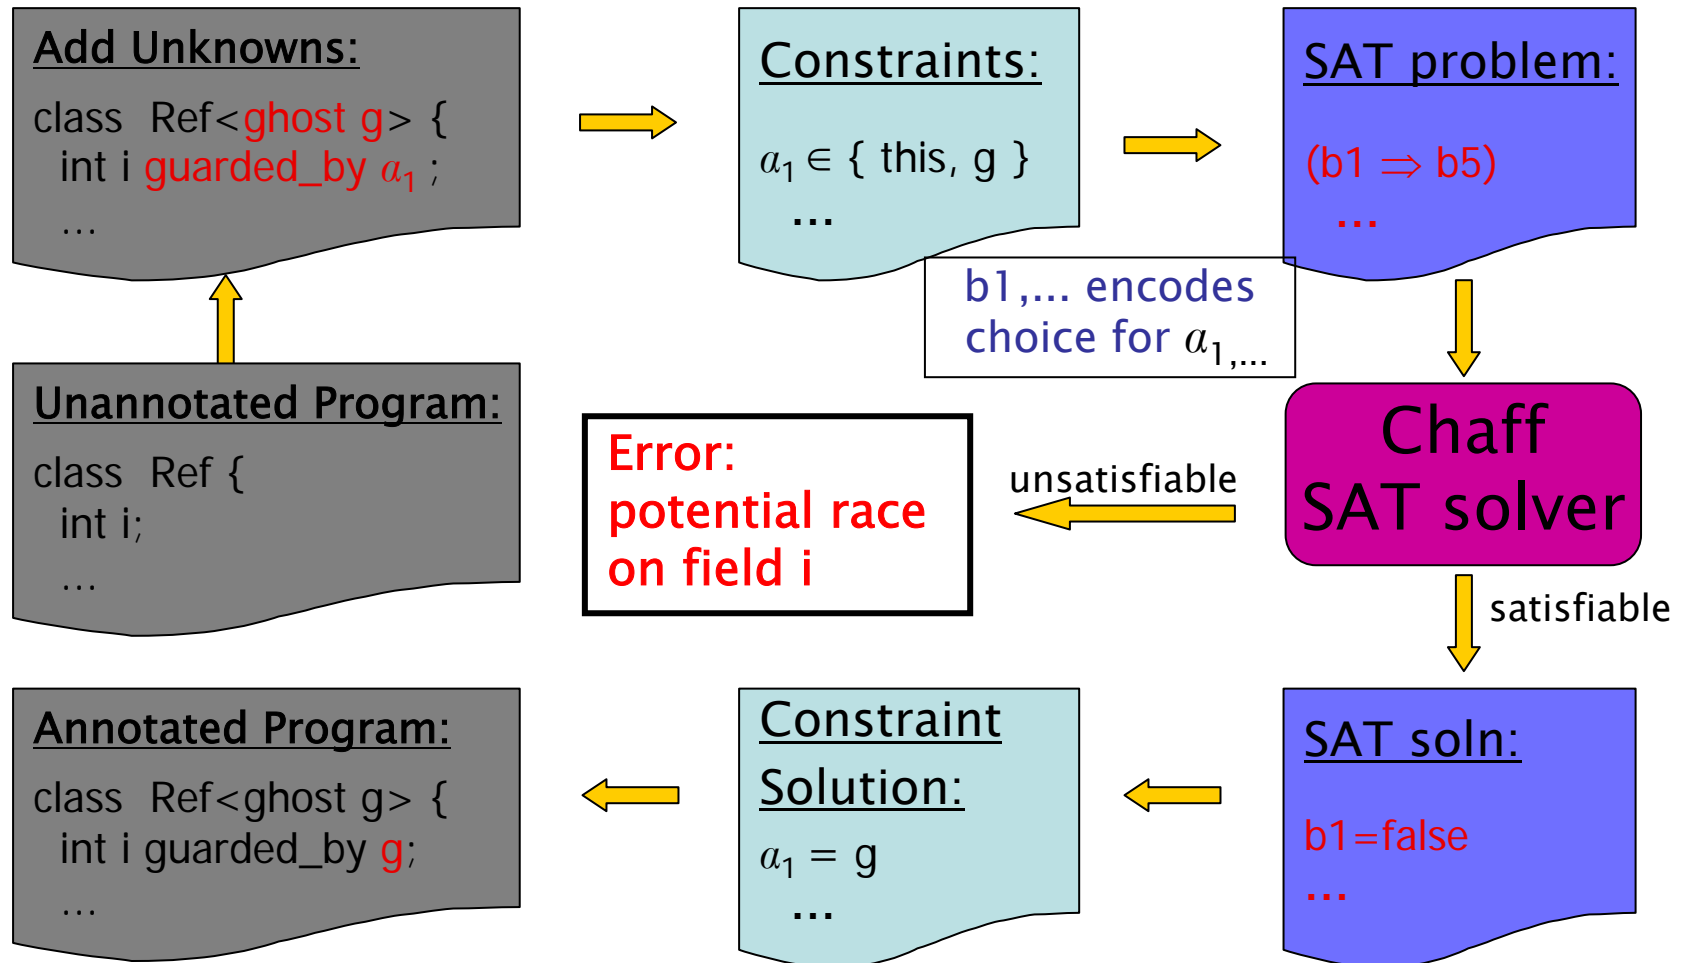 Add Unknowns:
class Ref<ghost g> {
int i guarded_by α₁ ;
...
Constraints:
α₁ ∈ { this, g }
...
SAT problem:
(b1 ⇒ b5)
...
b1,... encodes
choice for α₁,...
Unannotated Program:
class Ref {
int i;
...
Error:
potential race
on field i
unsatisfiable
Chaff
SAT solver
satisfiable
Annotated Program:
class Ref<ghost g> {
int i guarded_by g;
...
Constraint
Solution:
α₁ = g
...
SAT soln:
b1=false
...